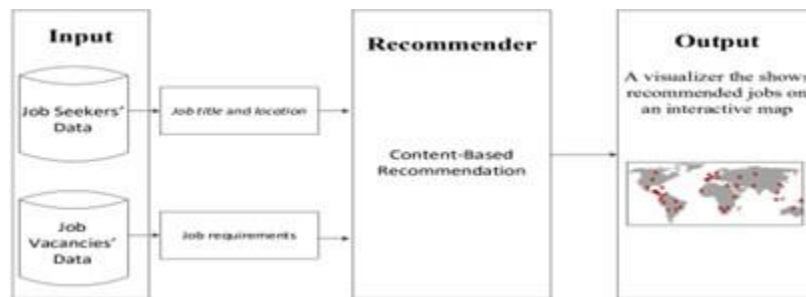 Input
Job Seekers'
Data
Job
Vacancies'
Data
Job title and location
Job requirements
Recommender
Content-Based
Recommendation
Output
A visualizer the shows
recommended jobs on
an interactive map